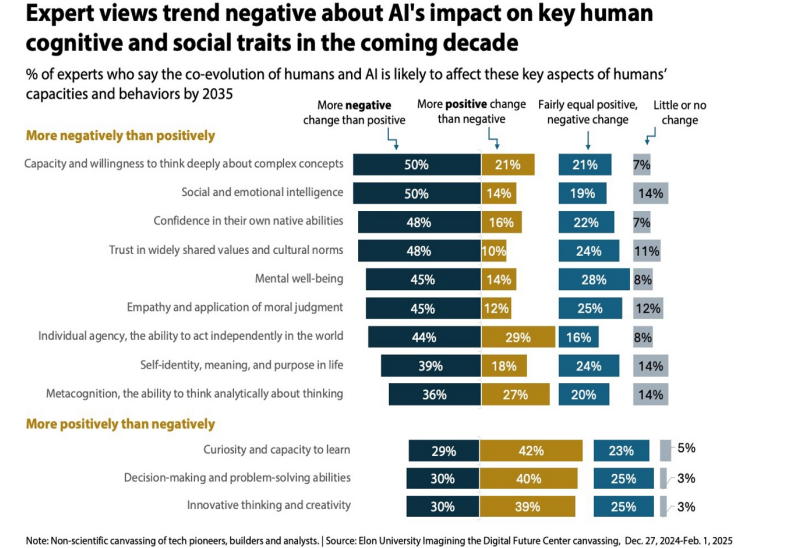 Expert views trend negative about AI's impact on key human
cognitive and social traits in the coming decade
% of experts who say the co-evolution of humans and AI is likely to affect these key aspects of humans'
capacities and behaviors by 2035
More negative
change than positive
More positive change
than negative
Fairly equal positive,
negative change
Little or no
change
More negatively than positively
Capacity and willingness to think deeply about complex concepts 50% 21% 21% 7%
Social and emotional intelligence 50% 14% 19% 14%
Confidence in their own native abilities 48% 16% 22% 7%
Trust in widely shared values and cultural norms 48% 10% 24% 11%
Mental well-being 45% 14% 28% 8%
Empathy and application of moral judgment 45% 12% 25% 12%
Individual agency, the ability to act independently in the world 44% 29% 16% 8%
Self-identity, meaning, and purpose in life 39% 18% 24% 14%
Metacognition, the ability to think analytically about thinking 36% 27% 20% 14%
More positively than negatively
Curiosity and capacity to learn 29% 42% 23% 5%
Decision-making and problem-solving abilities 30% 40% 25% 3%
Innovative thinking and creativity 30% 39% 25% 3%
Note: Non-scientific canvassing of tech pioneers, builders and analysts. | Source: Elon University Imagining the Digital Future Center canvassing, Dec. 27, 2024-Feb. 1, 2025